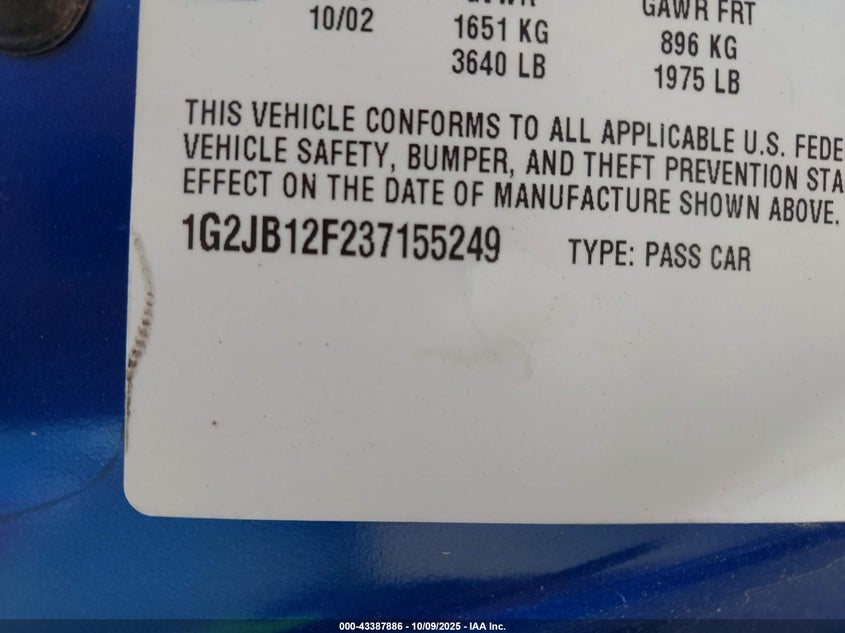 GAWR FRT
10/02 1651 KG 896 KG
3640 LB 1975 LB
THIS VEHICLE CONFORMS TO ALL APPLICABLE U.S. FEDE
VEHICLE SAFETY, BUMPER, AND THEFT PREVENTION STA
EFFECT ON THE DATE OF MANUFACTURE SHOWN ABOVE.
1G2JB12F237155249 TYPE: PASS CAR
000-43387886 - 10/09/2025 - IAA Inc.